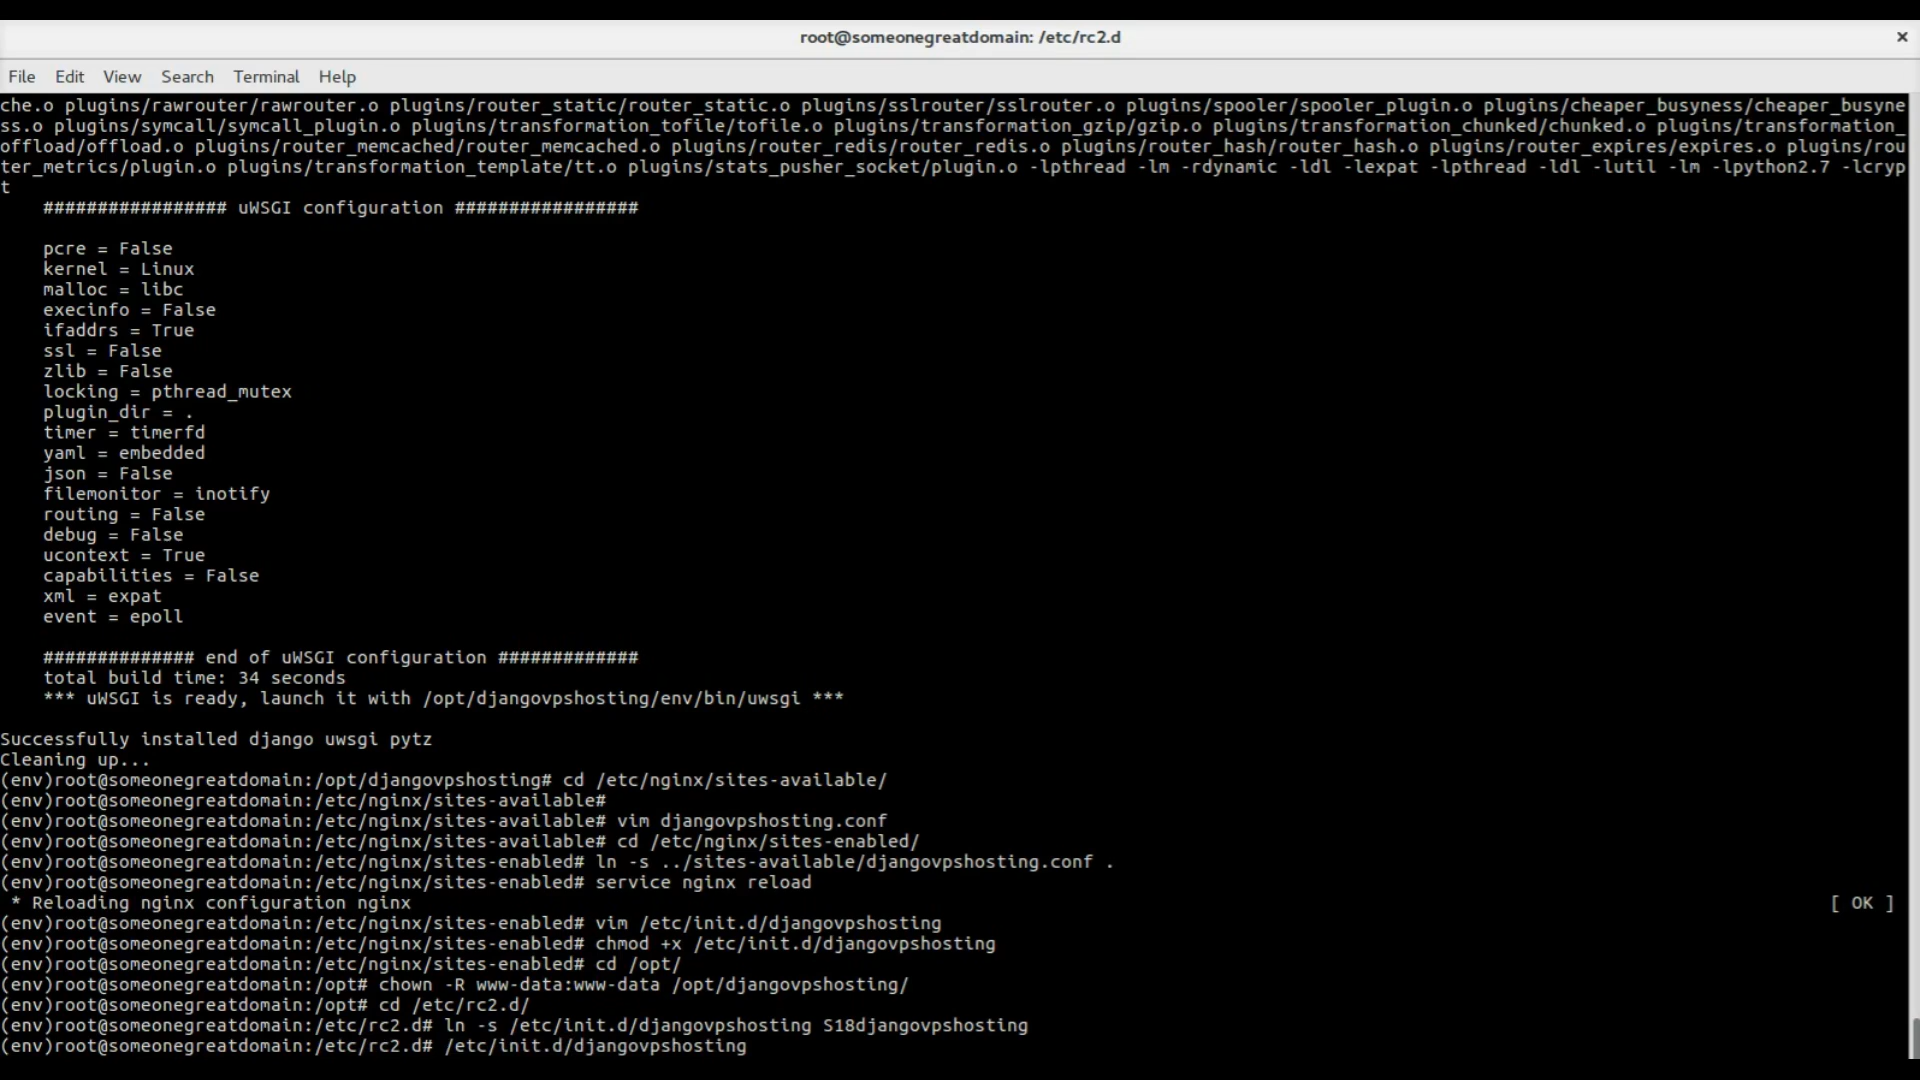 root@someonegreatdomain: /etc/rc2.d
File Edit View Search Terminal Help
che.o plugins/rawrouter/rawrouter.o plugins/router_static/router_static.o plugins/sslrouter/sslrouter.o plugins/spooler/spooler_plugin.o plugins/cheaper_busyness/cheaper_busyne
ss.o plugins/symcall/symcall_plugin.o plugins/transformation_tofile/tofile.o plugins/transformation_gzip/gzip.o plugins/transformation_chunked/chunked.o plugins/transformation_
offload/offload.o plugins/router_memcached/router_memcached.o plugins/router_redis/router_redis.o plugins/router_hash/router_hash.o plugins/router_expires/expires.o plugins/rou
ter_metrics/plugin.o plugins/transformation_template/tt.o plugins/stats_pusher_socket/plugin.o -lpthread -lm -rdynamic -ldl -lexpat -lpthread -ldl -lutil -lm -lpython2.7 -lcryp
t
################# uWSGI configuration #################
pcre = False
kernel = Linux
malloc = libc
execinfo = False
ifaddrs = True
ssl = False
zlib = False
locking = pthread_mutex
plugin_dir = .
timer = timerfd
yaml = embedded
json = False
filemonitor = inotify
routing = False
debug = False
ucontext = True
capabilities = False
xml = expat
event = epoll
############## end of uWSGI configuration #############
total build time: 34 seconds
*** uWSGI is ready, launch it with /opt/djangovpshosting/env/bin/uwsgi ***
Successfully installed django uwsgi pytz
Cleaning up...
(env)root@someonegreatdomain:/opt/djangovpshosting# cd /etc/nginx/sites-available/
(env)root@someonegreatdomain:/etc/nginx/sites-available#
(env)root@someonegreatdomain:/etc/nginx/sites-available# vim djangovpshosting.conf
(env)root@someonegreatdomain:/etc/nginx/sites-available# cd /etc/nginx/sites-enabled/
(env)root@someonegreatdomain:/etc/nginx/sites-enabled# ln -s ../sites-available/djangovpshosting.conf .
(env)root@someonegreatdomain:/etc/nginx/sites-enabled# service nginx reload
* Reloading nginx configuration nginx [ OK ]
(env)root@someonegreatdomain:/etc/nginx/sites-enabled# vim /etc/init.d/djangovpshosting
(env)root@someonegreatdomain:/etc/nginx/sites-enabled# chmod +x /etc/init.d/djangovpshosting
(env)root@someonegreatdomain:/etc/nginx/sites-enabled# cd /opt/
(env)root@someonegreatdomain:/opt# chown -R www-data:www-data /opt/djangovpshosting/
(env)root@someonegreatdomain:/opt# cd /etc/rc2.d/
(env)root@someonegreatdomain:/etc/rc2.d# ln -s /etc/init.d/djangovpshosting S18djangovpshosting
(env)root@someonegreatdomain:/etc/rc2.d# /etc/init.d/djangovpshosting